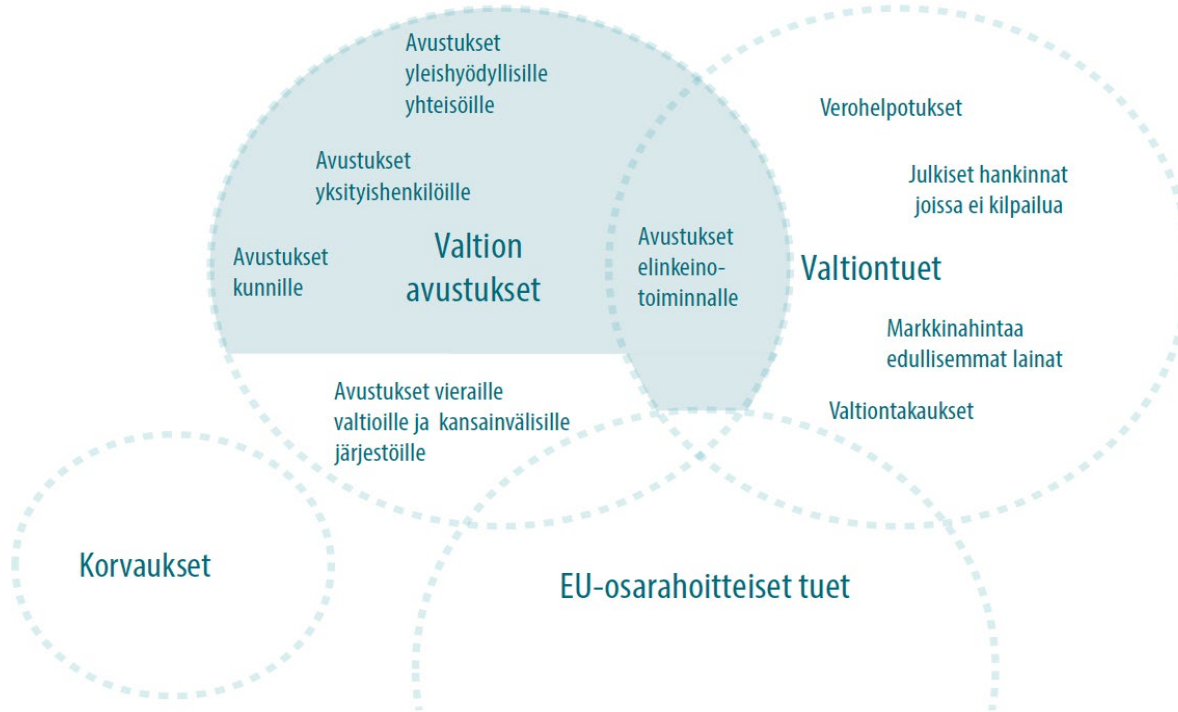 Avustukset
yleishyödyllisille
yhteisöille
Avustukset
yksityishenkilöille
Avustukset
kunnille
Valtion
avustukset
Avustukset vieraille
valtioille ja kansainvälisille
järjestöille
Avustukset
elinkeino-
toiminnalle
Verohelpotukset
Julkiset hankinnat
joissa ei kilpailua
Valtiontuet
Markkinahintaa
edullisemmat lainat
Valtiontakaukset
Korvaukset
EU-osarahoitteiset tuet